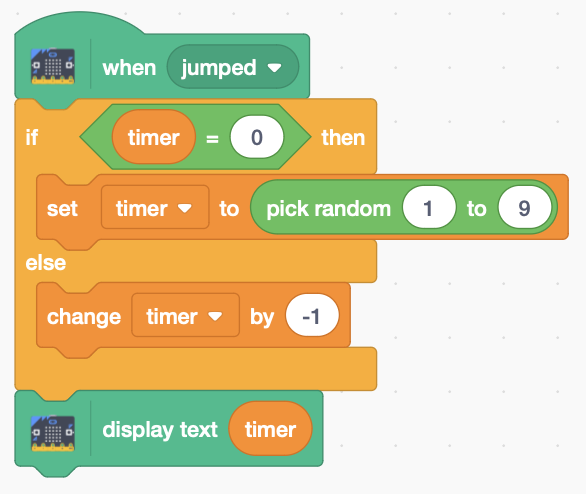 when jumped
if timer = 0 then
set timer to pick random 1 to 9
else
change timer by -1
display text timer